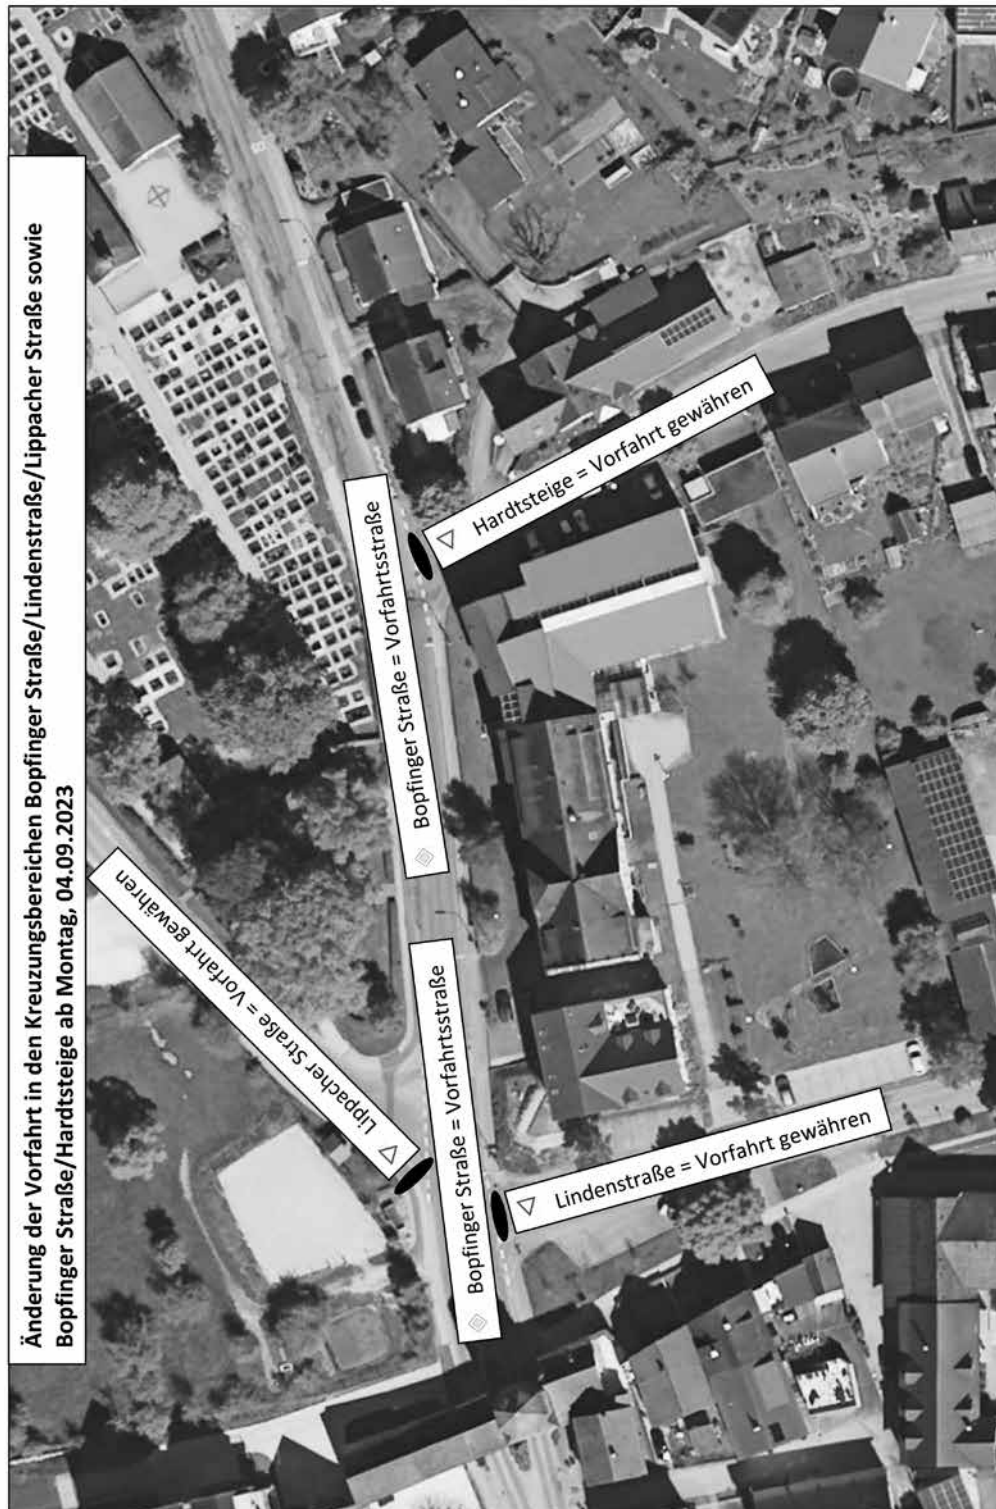 Änderung der Vorfahrt in den Kreuzungsbereichen Bopfinger Straße/Lindenstraße/Lippacher Straße sowie
Bopfinger Straße/Hardtsteige ab Montag, 04.09.2023
Lippacher Straße = Vorfahrt gewähren
Bopfinger Straße = Vorfahrtsstraße
Bopfinger Straße = Vorfahrtsstraße
Lindenstraße = Vorfahrt gewähren
Hardtsteige = Vorfahrt gewähren